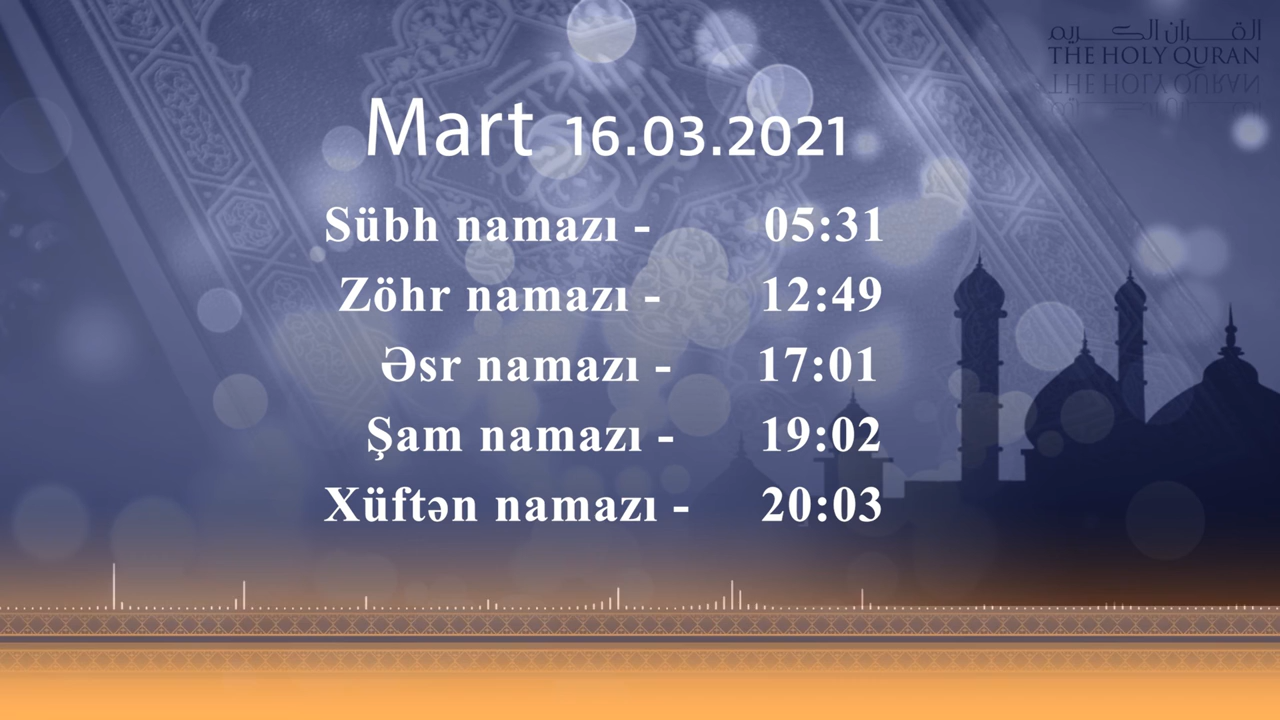 القرآن الكريم
THE HOLY QURAN
Mart 16.03.2021
Sübh namazı - 05:31
Zöhr namazı - 12:49
Əsr namazı - 17:01
Şam namazı - 19:02
Xüftən namazı - 20:03